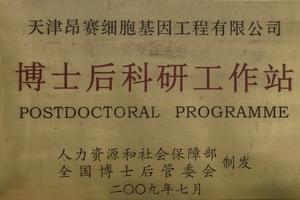 天津昂赛细胞基因工程有限公司
博士后科研工作站
POSTDOCTORAL PROGRAMME
人力资源和社会保障部
全国博士后管委会
制发
二〇〇九年七月